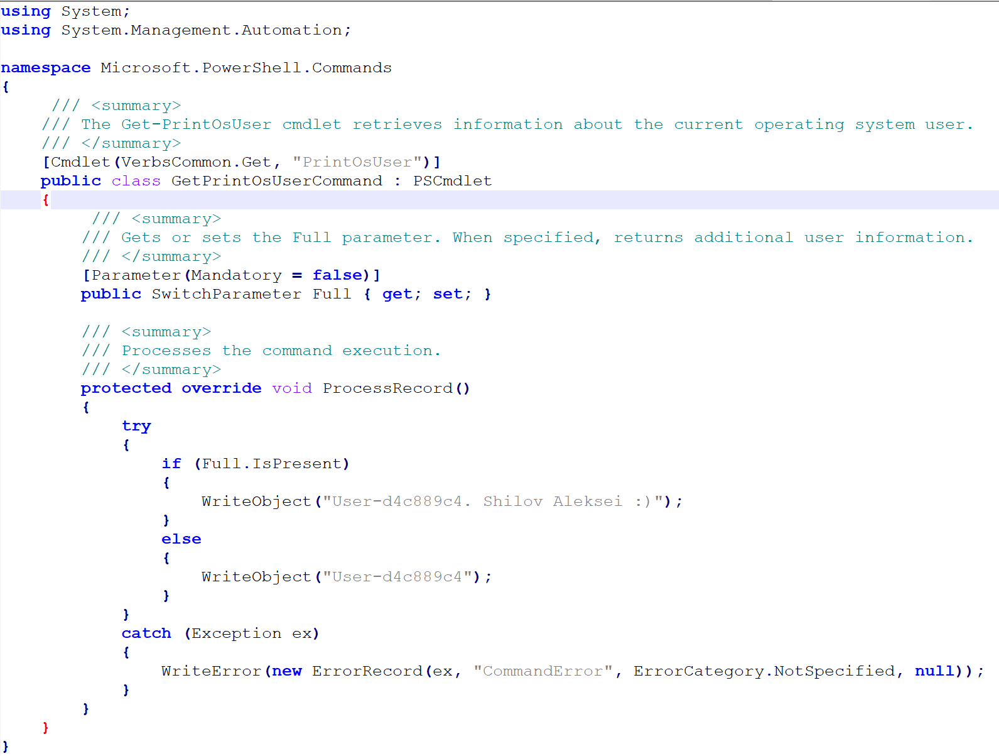 using System;
using System.Management.Automation;
namespace Microsoft.PowerShell.Commands
{
/// <summary>
/// The Get-PrintOsUser cmdlet retrieves information about the current operating system user.
/// </summary>
[Cmdlet(VerbsCommon.Get, "PrintOsUser")]
public class GetPrintOsUserCommand : PSCmdlet
{
/// <summary>
/// Gets or sets the Full parameter. When specified, returns additional user information.
/// </summary>
[Parameter(Mandatory = false)]
public SwitchParameter Full { get; set; }
/// <summary>
/// Processes the command execution.
/// </summary>
protected override void ProcessRecord()
{
try
{
if (Full.IsPresent)
{
WriteObject("User-d4c889c4. Shilov Aleksei :)");
}
else
{
WriteObject("User-d4c889c4");
}
}
catch (Exception ex)
{
WriteError(new ErrorRecord(ex, "CommandError", ErrorCategory.NotSpecified, null));
}
}
}
}